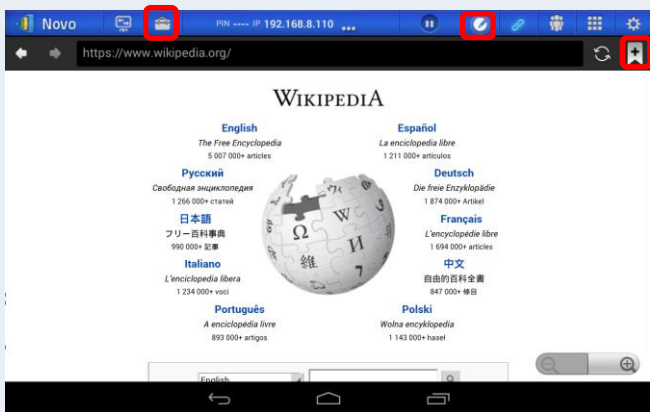 Novo
PIN ---- IP 192.168.8.110 ...
https://www.wikipedia.org/
WIKIPEDIA
English
The Free Encyclopedia
5 007 000+ articles
Español
La enciclopedia libre
1 211 000+ artículos
Русский
Свободная энциклопедия
1 266 000+ статей
Deutsch
Die freie Enzyklopädie
1 874 000+ Artikel
日本語
フリー百科事典
990 000+ 記事
Français
L'encyclopédie libre
1 694 000+ articles
Italiano
L'enciclopedia libera
1 234 000+ voci
中文
自由的百科全書
847 000+ 條目
Português
A enciclopédia livre
893 000+ artigos
Polski
Wolna encyklopedia
1 143 000+ haseł
Ω
W
И
維
English